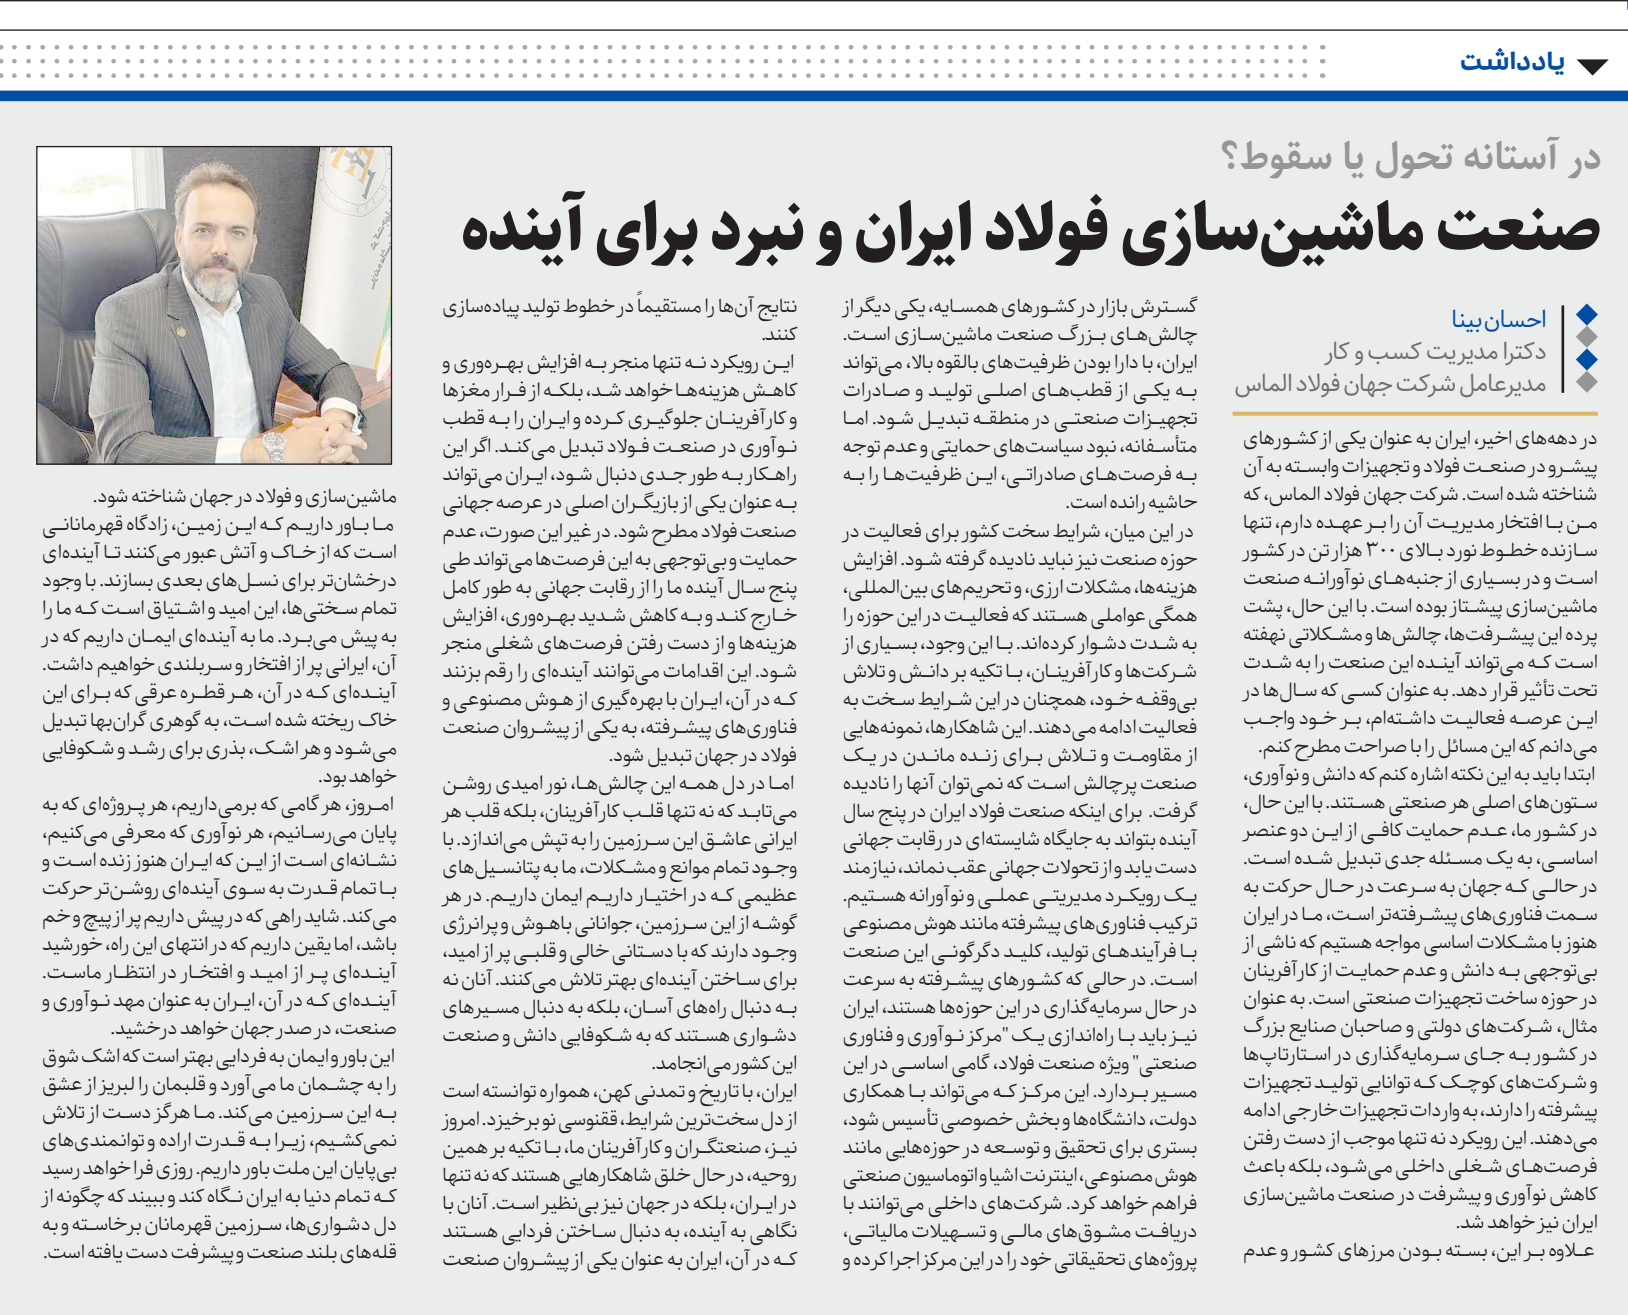 یادداشت
در آستانه تحول یا سقوط؟
صنعت ماشین‌سازی فولاد ایران و نبرد برای آینده
احسان بینا
دکترا مدیریت کسب و کار
مدیرعامل شرکت جهان فولاد الماس
در دهه‌های اخیر، ایران به عنوان یکی از کشورهای
پیشرو در صنعت فولاد و تجهیزات وابسته به آن
شناخته شده است. شرکت جهان فولاد الماس، که
من با افتخار مدیریت آن را بر عهده دارم، تنها
سازنده خطوط نورد بالای ۳۰۰ هزار تن در کشور
است و در بسیاری از جنبه‌های نوآورانه صنعت
ماشین‌سازی پیشتاز بوده است. با این حال، پشت
پرده این پیشرفت‌ها، چالش‌ها و مشکلاتی نهفته
است که می‌تواند آینده این صنعت را به شدت
تحت تأثیر قرار دهد. به عنوان کسی که سال‌ها در
این عرصه فعالیت داشته‌ام، بر خود واجب
می‌دانم که این مسائل را با صراحت مطرح کنم.
ابتدا باید به این نکته اشاره کنم که دانش و نوآوری،
ستون‌های اصلی هر صنعتی هستند. با این حال،
در کشور ما، عدم حمایت کافی از این دو عنصر
اساسی، به یک مسئله جدی تبدیل شده است.
در حالی که جهان به سرعت در حال حرکت به
سمت فناوری‌های پیشرفته‌تر است، ما در ایران
هنوز با مشکلات اساسی مواجه هستیم که ناشی از
بی‌توجهی به دانش و عدم حمایت از کارآفرینان
در حوزه ساخت تجهیزات صنعتی است. به عنوان
مثال، شرکت‌های دولتی و صاحبان صنایع بزرگ
در کشور به جای سرمایه‌گذاری در استارتاپ‌ها
و شرکت‌های کوچک که توانایی تولید تجهیزات
پیشرفته را دارند، به واردات تجهیزات خارجی ادامه
می‌دهند. این رویکرد نه تنها موجب از دست رفتن
فرصت‌های شغلی داخلی می‌شود، بلکه باعث
کاهش نوآوری و پیشرفت در صنعت ماشین‌سازی
ایران نیز خواهد شد.
علاوه بر این، بسته بودن مرزهای کشور و عدم
گسترش بازار در کشورهای همسایه، یکی دیگر از
چالش‌های بزرگ صنعت ماشین‌سازی است.
ایران، با دارا بودن ظرفیت‌های بالقوه بالا، می‌تواند
به یکی از قطب‌های اصلی تولید و صادرات
تجهیزات صنعتی در منطقه تبدیل شود. اما
متأسفانه، نبود سیاست‌های حمایتی و عدم توجه
به فرصت‌های صادراتی، این ظرفیت‌ها را به
حاشیه رانده است.
در این میان، شرایط سخت کشور برای فعالیت در
حوزه صنعت نیز نباید نادیده گرفته شود. افزایش
هزینه‌ها، مشکلات ارزی، و تحریم‌های بین‌المللی،
همگی عواملی هستند که فعالیت در این حوزه را
به شدت دشوار کرده‌اند. با این وجود، بسیاری از
شرکت‌ها و کارآفرینان، با تکیه بر دانش و تلاش
بی‌وقفه خود، همچنان در این شرایط سخت به
فعالیت ادامه می‌دهند. این شاهکارها، نمونه‌هایی
از مقاومت و تلاش برای زنده ماندن در یک
صنعت پرچالش است که نمی‌توان آنها را نادیده
گرفت. برای اینکه صنعت فولاد ایران در پنج سال
آینده بتواند به جایگاه شایسته‌ای در رقابت جهانی
دست یابد و از تحولات جهانی عقب نماند، نیازمند
یک رویکرد مدیریتی عملی و نوآورانه هستیم.
ترکیب فناوری‌های پیشرفته مانند هوش مصنوعی
با فرآیندهای تولید، کلید دگرگونی این صنعت
است. در حالی که کشورهای پیشرفته به سرعت
در حال سرمایه‌گذاری در این حوزه‌ها هستند، ایران
نیز باید با راه‌اندازی یک "مرکز نوآوری و فناوری
صنعتی" ویژه صنعت فولاد، گامی اساسی در این
مسیر بردارد. این مرکز که می‌تواند با همکاری
دولت، دانشگاه‌ها و بخش خصوصی تأسیس شود،
بستری برای تحقیق و توسعه در حوزه‌هایی مانند
هوش مصنوعی، اینترنت اشیا و اتوماسیون صنعتی
فراهم خواهد کرد. شرکت‌های داخلی می‌توانند با
دریافت مشوق‌های مالی و تسهیلات مالیاتی،
پروژه‌های تحقیقاتی خود را در این مرکز اجرا کرده و
نتایج آن‌ها را مستقیماً در خطوط تولید پیاده‌سازی
کنند.
این رویکرد نه تنها منجر به افزایش بهره‌وری و
کاهش هزینه‌ها خواهد شد، بلکه از فرار مغزها
و کارآفرینان جلوگیری کرده و ایران را به قطب
نوآوری در صنعت فولاد تبدیل می‌کند. اگر این
راهکار به طور جدی دنبال شود، ایران می‌تواند
به عنوان یکی از بازیگران اصلی در عرصه جهانی
صنعت فولاد مطرح شود. در غیر این صورت، عدم
حمایت و بی‌توجهی به این فرصت‌ها می‌تواند طی
پنج سال آینده ما را از رقابت جهانی به طور کامل
خارج کند و به کاهش شدید بهره‌وری، افزایش
هزینه‌ها و از دست رفتن فرصت‌های شغلی منجر
شود. این اقدامات می‌توانند آینده‌ای را رقم بزنند
که در آن، ایران با بهره‌گیری از هوش مصنوعی و
فناوری‌های پیشرفته، به یکی از پیشروان صنعت
فولاد در جهان تبدیل شود.
اما در دل همه این چالش‌ها، نور امیدی روشن
می‌تابد که نه تنها قلب کارآفرینان، بلکه قلب هر
ایرانی عاشق این سرزمین را به تپش می‌اندازد. با
وجود تمام موانع و مشکلات، ما به پتانسیل‌های
عظیمی که در اختیار داریم ایمان داریم. در هر
گوشه از این سرزمین، جوانانی باهوش و پرانرژی
وجود دارند که با دستانی خالی و قلبی پر از امید،
برای ساختن آینده‌ای بهتر تلاش می‌کنند. آنان نه
به دنبال راه‌های آسان، بلکه به دنبال مسیرهای
دشواری هستند که به شکوفایی دانش و صنعت
این کشور می‌انجامد.
ایران، با تاریخ و تمدنی کهن، همواره توانسته است
از دل سخت‌ترین شرایط، ققنوسی نو برخیزد. امروز
نیز، صنعتگران و کارآفرینان ما، با تکیه بر همین
روحیه، در حال خلق شاهکارهایی هستند که نه تنها
در ایران، بلکه در جهان نیز بی‌نظیر است. آنان با
نگاهی به آینده، به دنبال ساختن فردایی هستند
که در آن، ایران به عنوان یکی از پیشروان صنعت
ماشین‌سازی و فولاد در جهان شناخته شود.
ما باور داریم که این زمین، زادگاه قهرمانانی
است که از خاک و آتش عبور می‌کنند تا آینده‌ای
درخشان‌تر برای نسل‌های بعدی بسازند. با وجود
تمام سختی‌ها، این امید و اشتیاق است که ما را
به پیش می‌برد. ما به آینده‌ای ایمان داریم که در
آن، ایرانی پر از افتخار و سربلندی خواهیم داشت.
آینده‌ای که در آن، هر قطره عرقی که برای این
خاک ریخته شده است، به گوهری گران‌بها تبدیل
می‌شود و هر اشک، بذری برای رشد و شکوفایی
خواهد بود.
امروز، هر گامی که برمی‌داریم، هر پروژه‌ای که به
پایان می‌رسانیم، هر نوآوری که معرفی می‌کنیم،
نشانه‌ای است از این که ایران هنوز زنده است و
با تمام قدرت به سوی آینده‌ای روشن‌تر حرکت
می‌کند. شاید راهی که در پیش داریم پر از پیچ و خم
باشد، اما یقین داریم که در انتهای این راه، خورشید
آینده‌ای پر از امید و افتخار در انتظار ماست.
آینده‌ای که در آن، ایران به عنوان مهد نوآوری و
صنعت، در صدر جهان خواهد درخشید.
این باور و ایمان به فردایی بهتر است که اشک شوق
را به چشمان ما می‌آورد و قلبمان را لبریز از عشق
به این سرزمین می‌کند. ما هرگز دست از تلاش
نمی‌کشیم، زیرا به قدرت اراده و توانمندی‌های
بی‌پایان این ملت باور داریم. روزی فرا خواهد رسید
که تمام دنیا به ایران نگاه کند و ببیند که چگونه از
دل دشواری‌ها، سرزمین قهرمانان برخاسته و به
قله‌های بلند صنعت و پیشرفت دست یافته است.